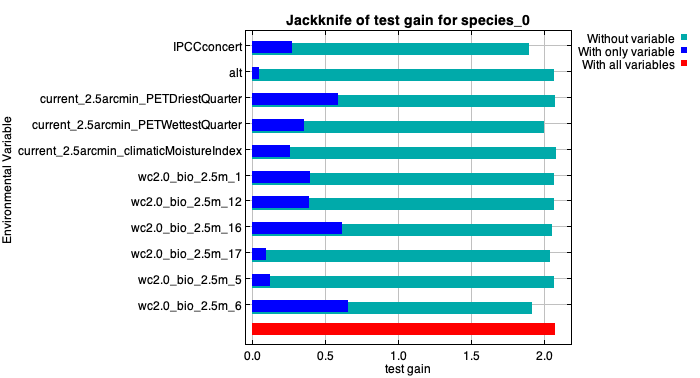 Jackknife of test gain for species_0
Without variable
With only variable
With all variables
Environmental Variable
IPCCconcert
alt
current_2.5arcmin_PETDriestQuarter
current_2.5arcmin_PETWettestQuarter
current_2.5arcmin_climaticMoistureIndex
wc2.0_bio_2.5m_1
wc2.0_bio_2.5m_12
wc2.0_bio_2.5m_16
wc2.0_bio_2.5m_17
wc2.0_bio_2.5m_5
wc2.0_bio_2.5m_6
0.0 0.5 1.0 1.5 2.0
test gain